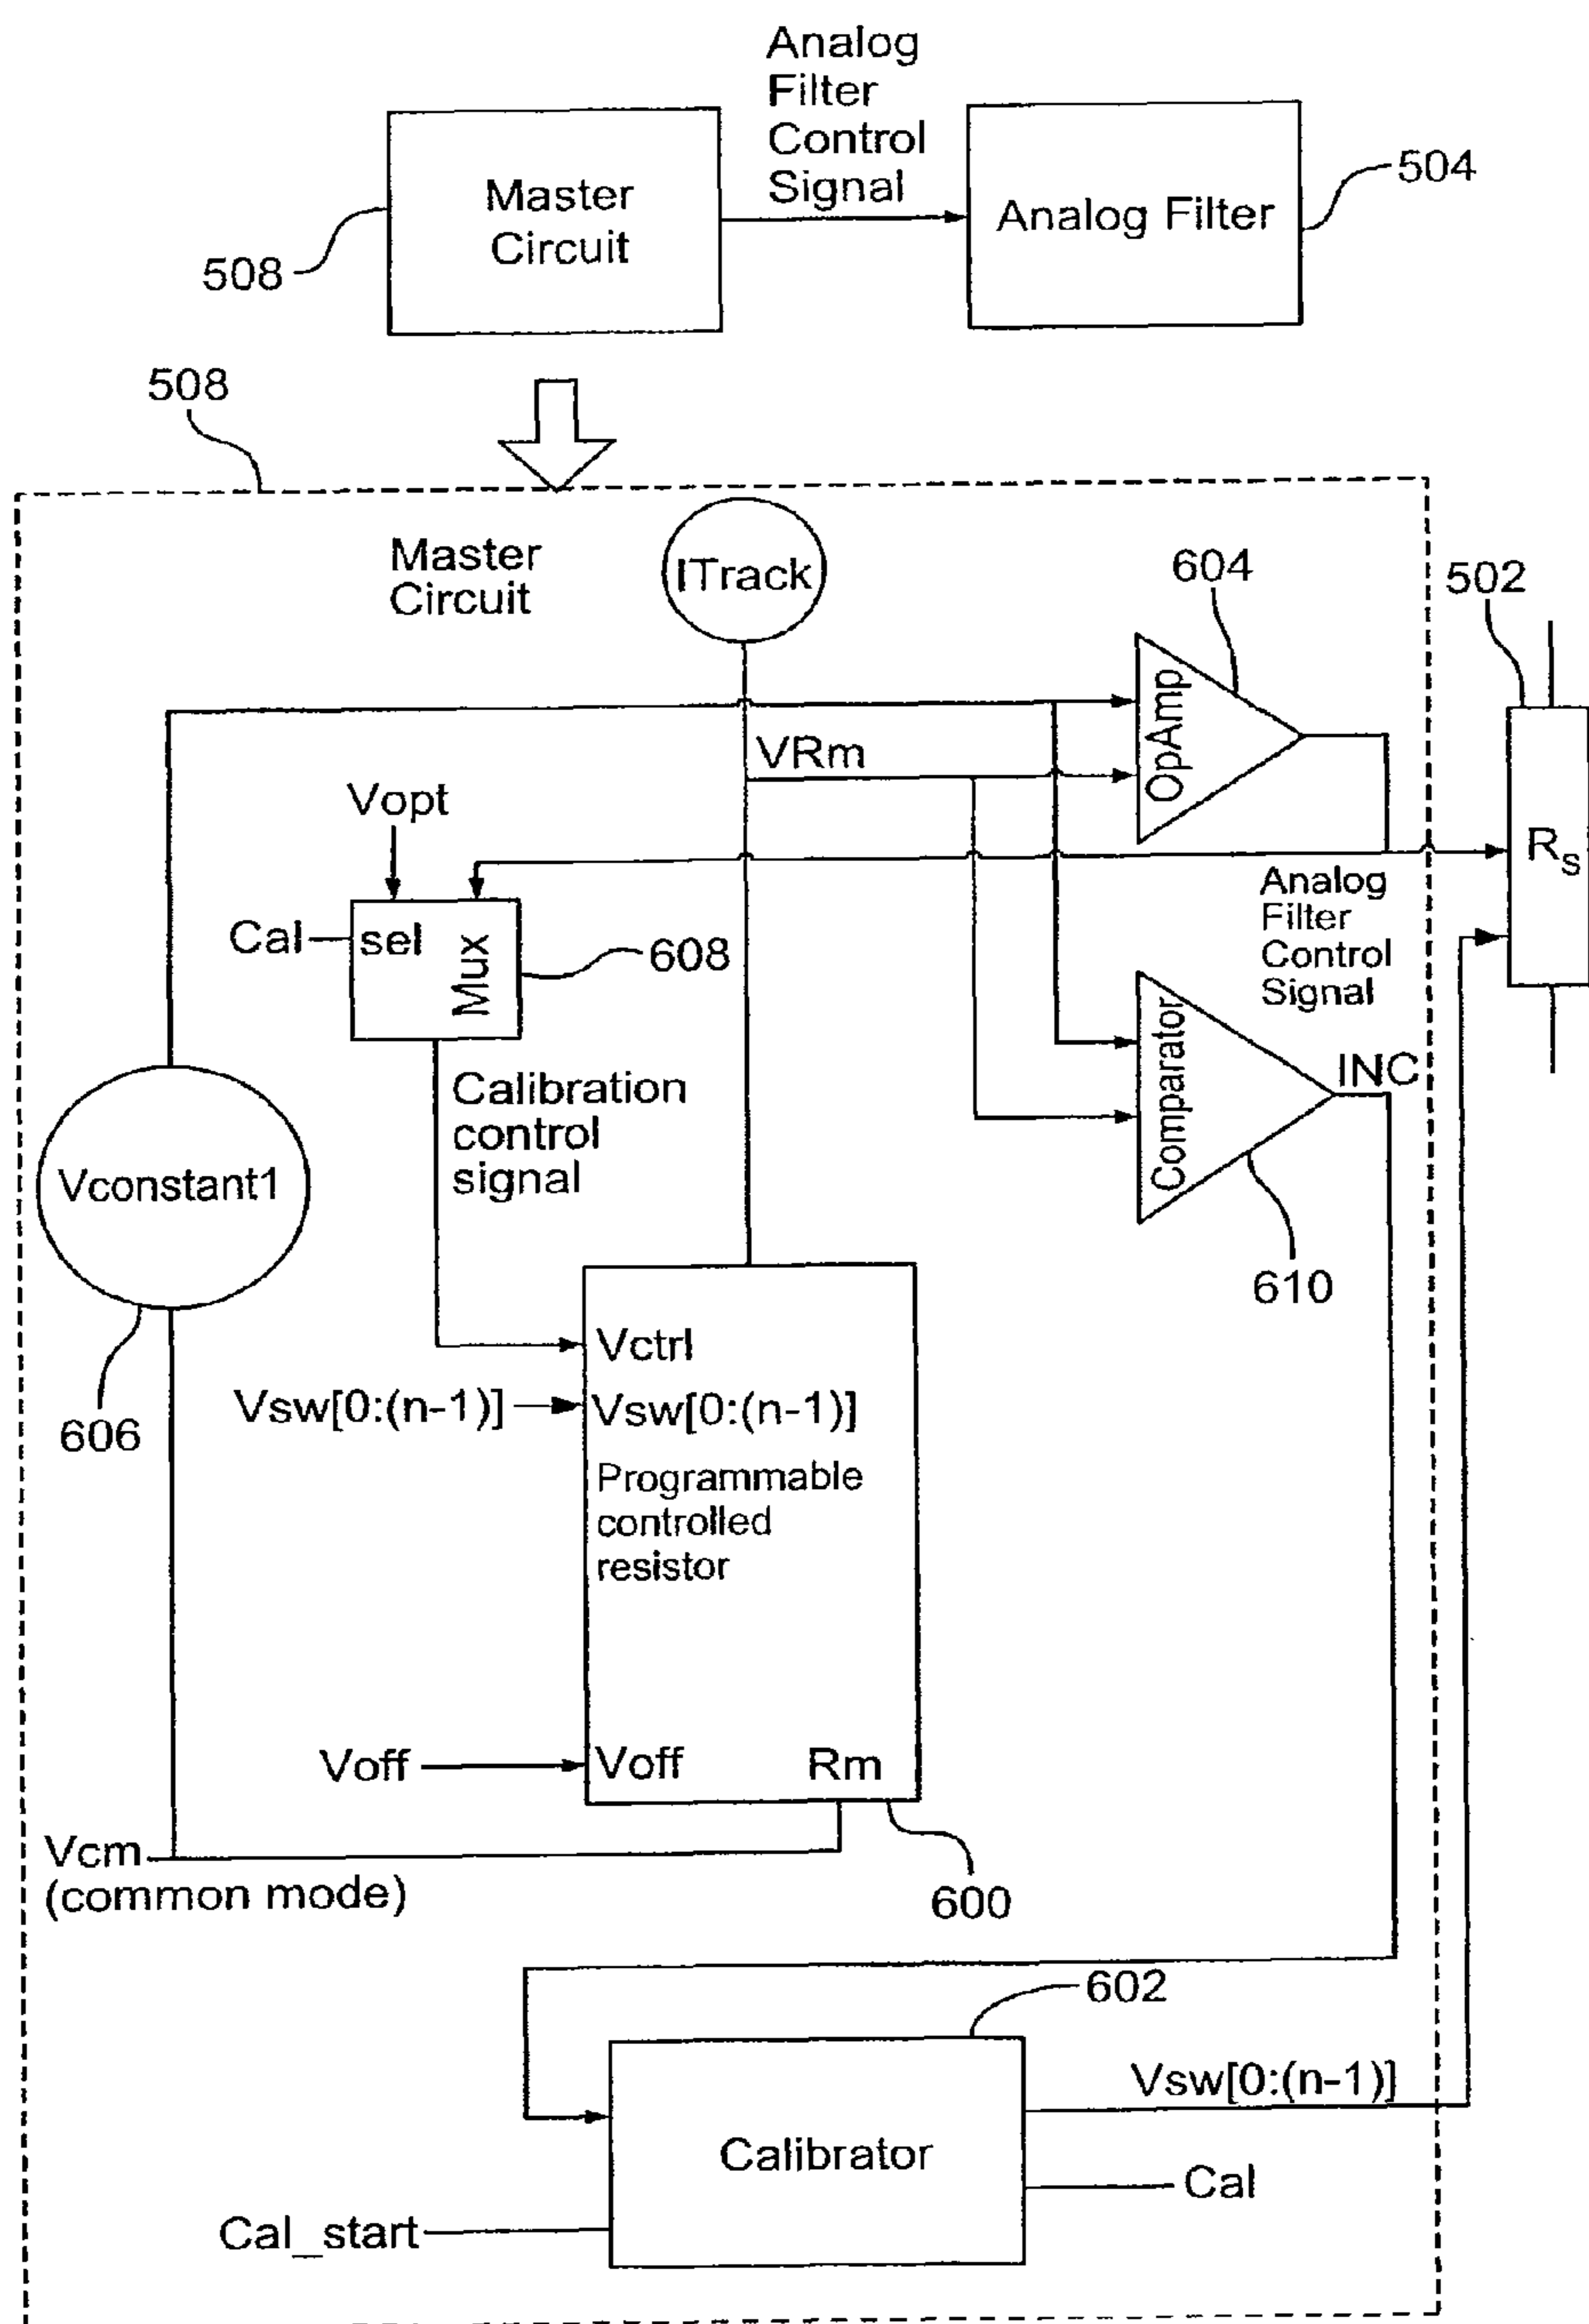 Analog
Filter
Control
Signal
Master
Circuit
Analog Filter
504
508
508
Master
Circuit
ITrack
604
502
OpAmp
VRm
Vopt
Rs
Cal
sel
Mux
608
Analog
Filter
Control
Signal
Comparator
INC
Calibration
control
signal
Vconstant1
610
Vctrl
606
Vsw[0:(n-1)]
Vsw[0:(n-1)]
Programmable
controlled
resistor
Voff
Voff
Rm
Vcm
(common mode)
600
602
Vsw[0:(n-1)]
Calibrator
Cal
Cal_start